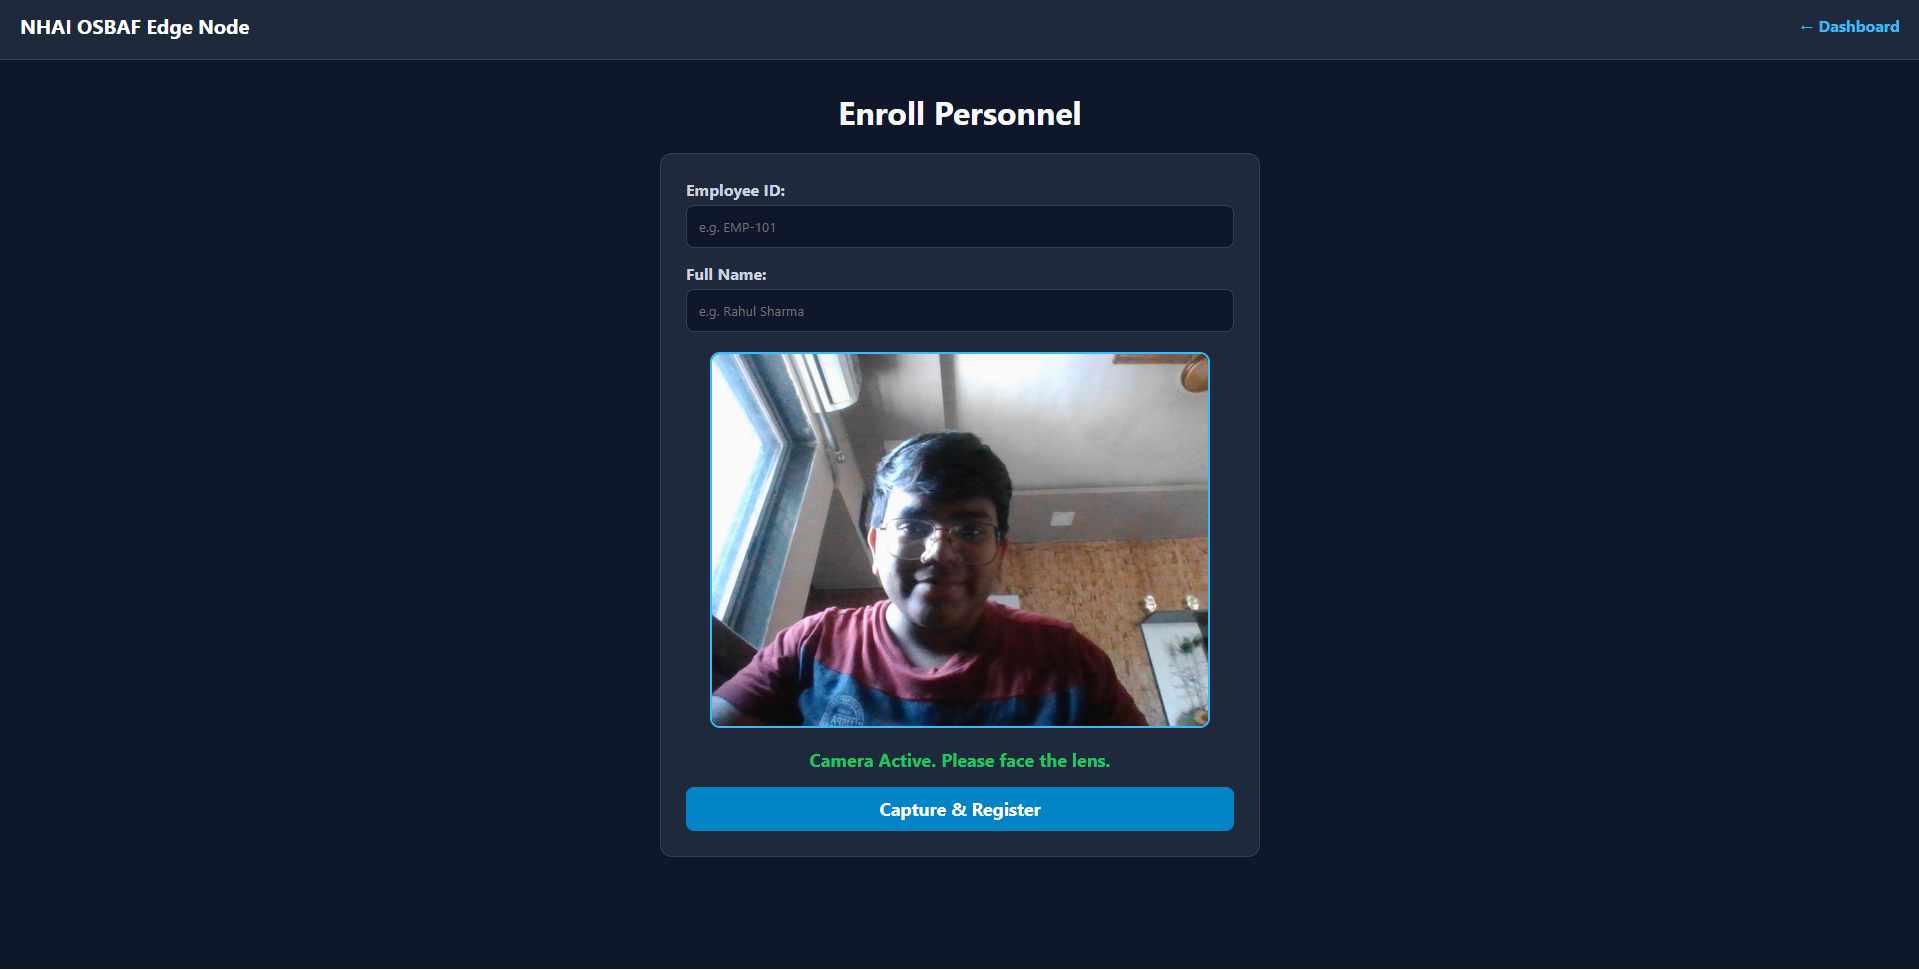 NHAI OSBAF Edge Node
← Dashboard
Enroll Personnel
Employee ID:
e.g. EMP-101
Full Name:
e.g. Rahul Sharma
Camera Active. Please face the lens.
Capture & Register